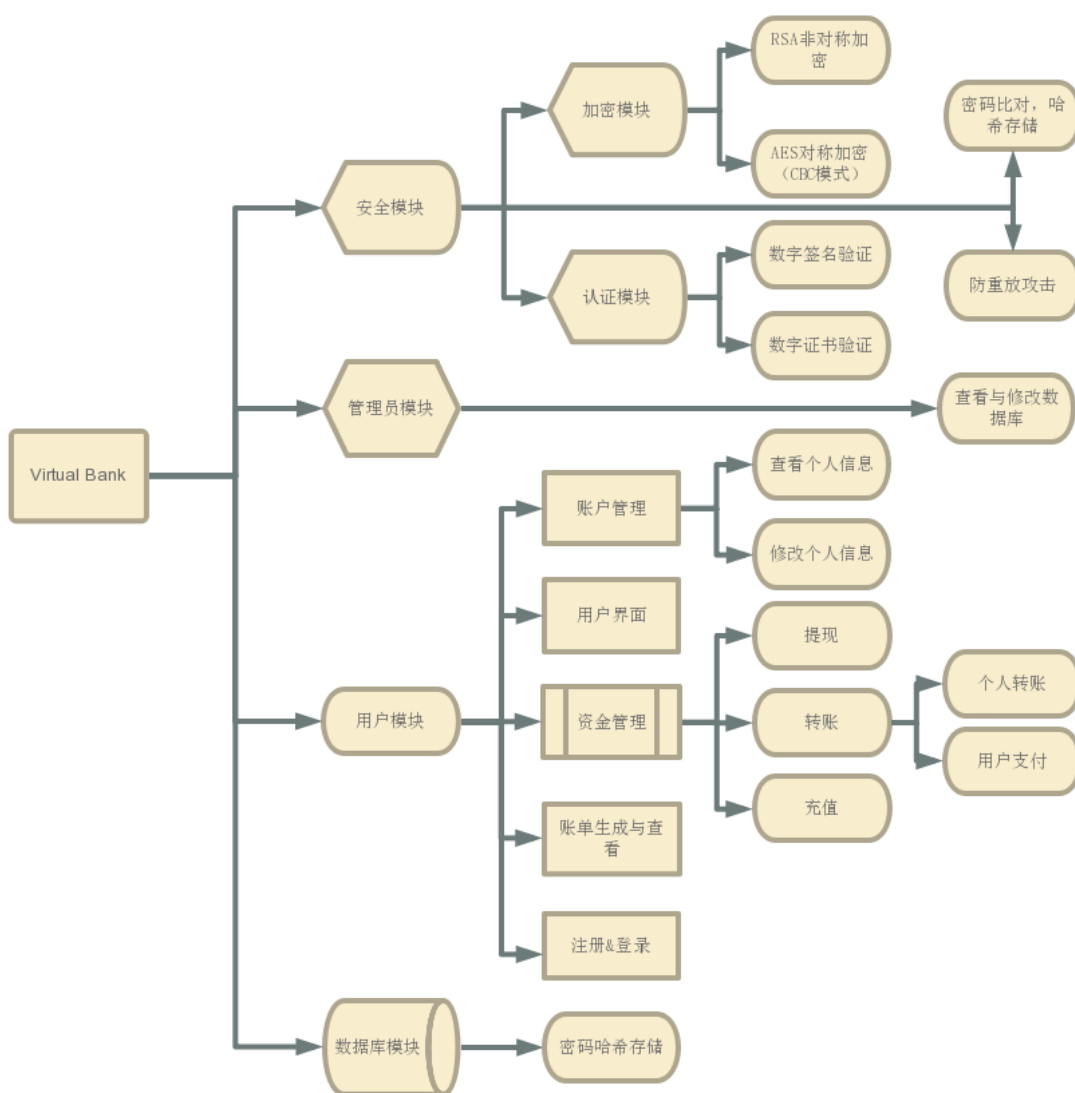 RSA非对称加
密
加密模块
密码比对，哈
希存储
AES对称加密
（CBC模式）
安全模块
数字签名验证
认证模块
防重放攻击
数字证书验证
管理员模块
查看与修改数
据库
Virtual Bank
查看个人信息
账户管理
修改个人信息
用户界面
提现
个人转账
用户模块
资金管理
转账
用户支付
充值
账单生成与查
看
注册&登录
数据库模块
密码哈希存储